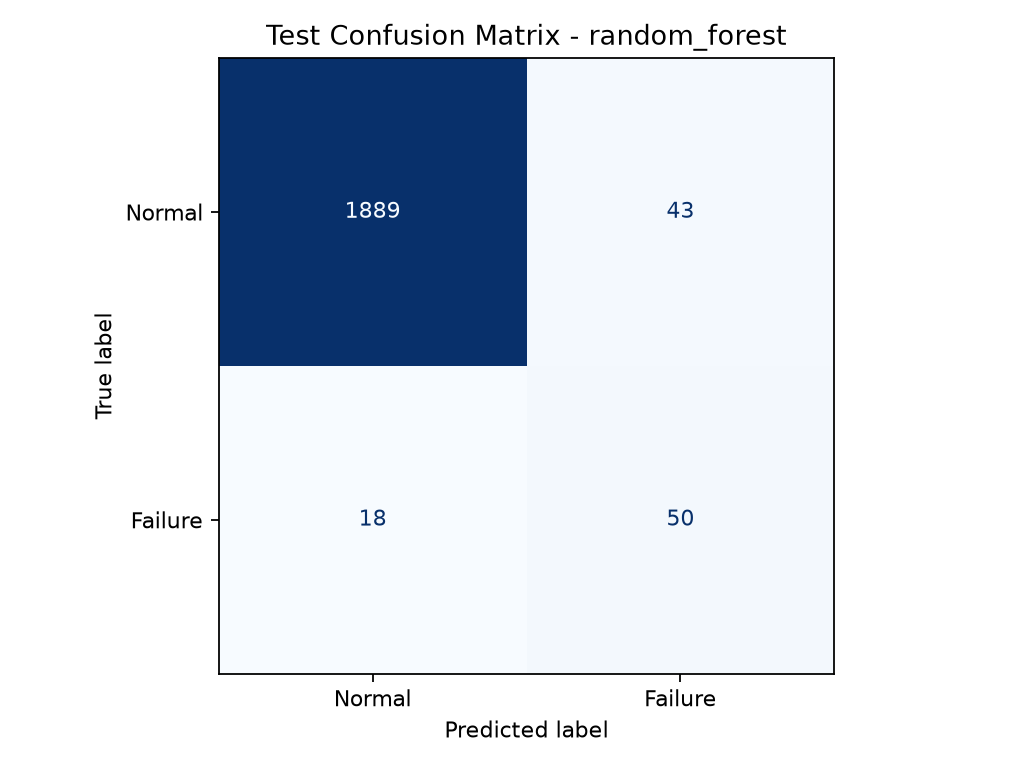 Test Confusion Matrix - random_forest
Normal
1889
43
True label
Failure
18
50
Normal
Failure
Predicted label